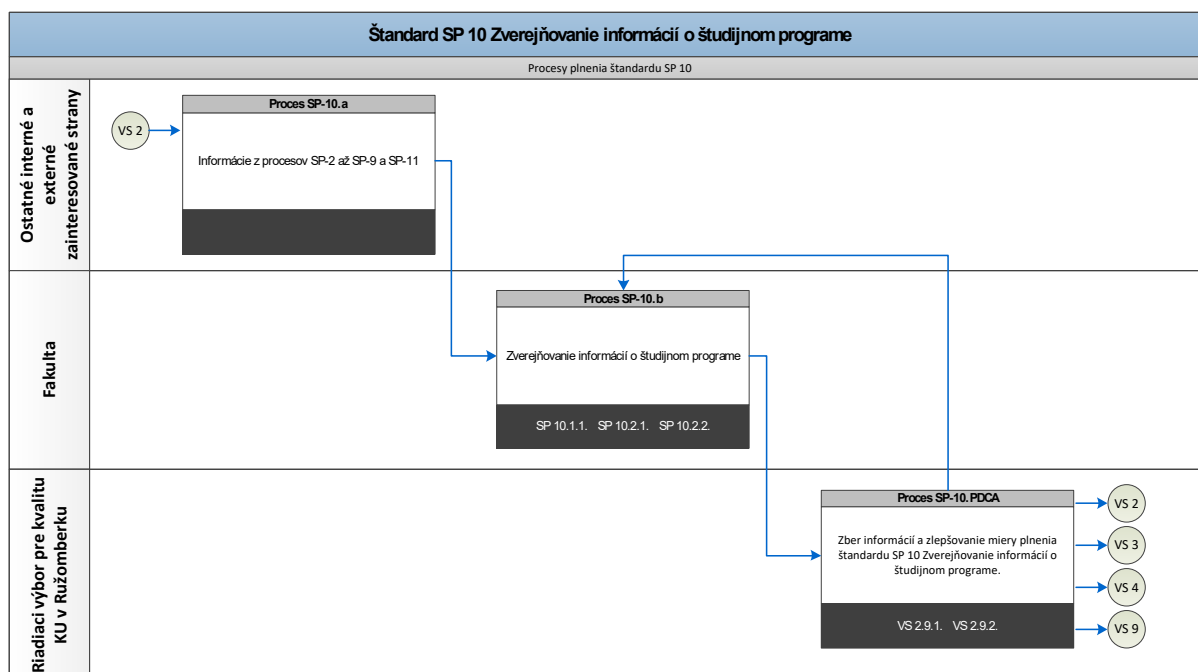 Štandard SP 10 Zverejňovanie informácií o študijnom programe
Procesy plnenia štandardu SP 10
Ostatné interné a
externé
zainteresované strany
VS 2
Proces SP-10.a
Informácie z procesov SP-2 až SP-9 a SP-11
Fakulta
Proces SP-10.b
Zverejňovanie informácií o študijnom programe
SP 10.1.1. SP 10.2.1. SP 10.2.2.
Riadiaci výbor pre kvalitu
KU v Ružomberku
Proces SP-10.PDCA
Zber informácií a zlepšovanie miery plnenia
štandardu SP 10 Zverejňovanie informácií o
študijnom programe.
VS 2.9.1. VS 2.9.2.
VS 2
VS 3
VS 4
VS 9